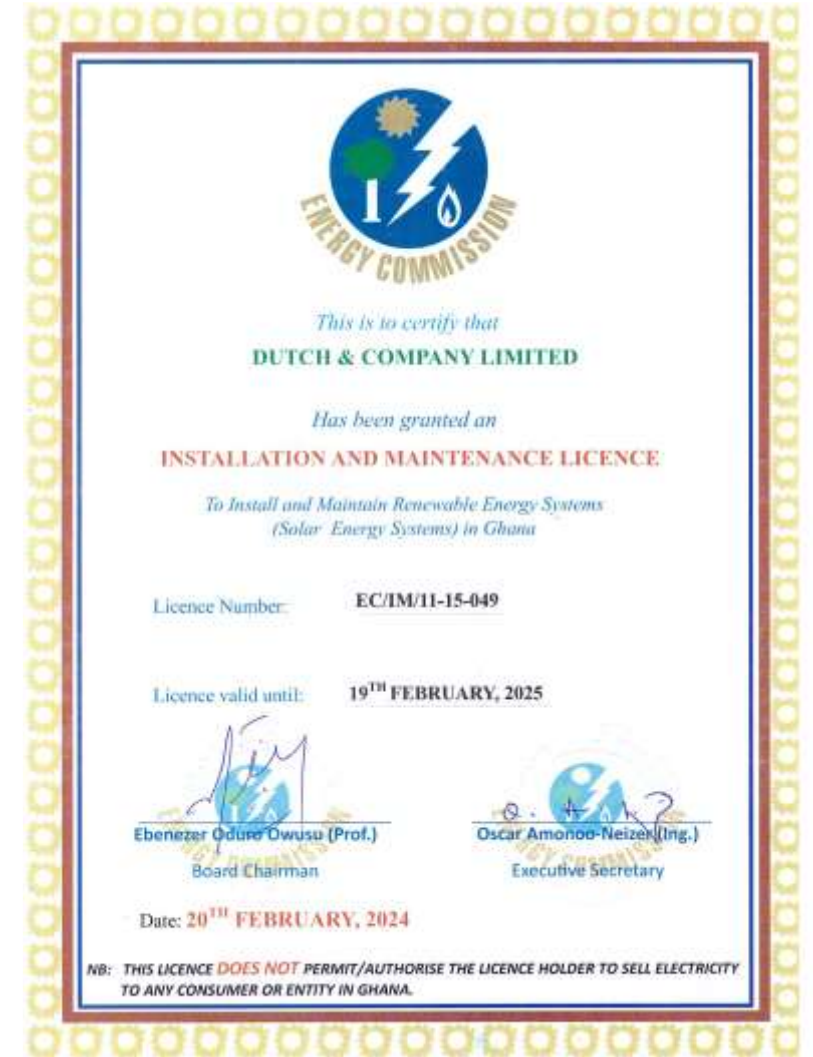 ENERGY COMMISSION
This is to certify that
DUTCH & COMPANY LIMITED
Has been granted an
INSTALLATION AND MAINTENANCE LICENCE
To Install and Maintain Renewable Energy Systems
(Solar Energy Systems) in Ghana
Licence Number: EC/IM/11-15-049
Licence valid until: 19TH FEBRUARY, 2025
Ebenezer Oduro Owusu (Prof.) Oscar Amonoo-Neizer (Ing.)
Board Chairman Executive Secretary
Date: 20TH FEBRUARY, 2024
NB: THIS LICENCE DOES NOT PERMIT/AUTHORISE THE LICENCE HOLDER TO SELL ELECTRICITY
TO ANY CONSUMER OR ENTITY IN GHANA.